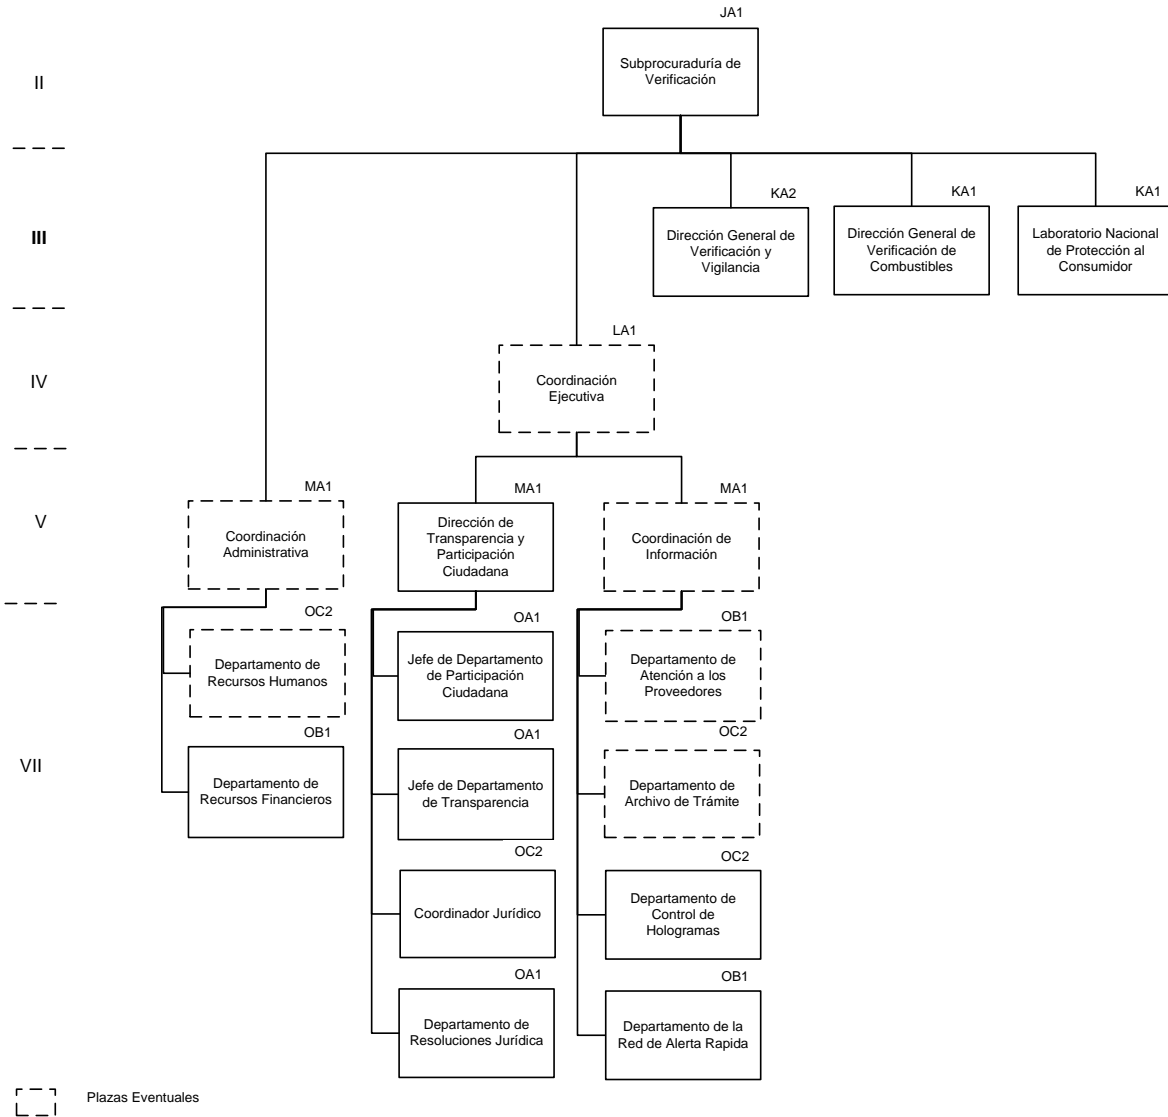 JA1
Subprocuraduría de
Verificación
II
KA2
KA1
KA1
III
Dirección General de
Verificación y
Vigilancia
Dirección General de
Verificación de
Combustibles
Laboratorio Nacional
de Protección al
Consumidor
LA1
IV
Coordinación
Ejecutiva
MA1
MA1
MA1
V
Coordinación
Administrativa
Dirección de
Transparencia y
Participación
Ciudadana
Coordinación de
Información
OC2
Departamento de
Recursos Humanos
OB1
Departamento de
Recursos Financieros
OA1
Jefe de Departamento
de Participación
Ciudadana
OA1
Jefe de Departamento
de Transparencia
OC2
Coordinador Jurídico
OA1
Departamento de
Resoluciones Jurídica
OB1
Departamento de
Atención a los
Proveedores
OC2
Departamento de
Archivo de Trámite
OC2
Departamento de
Control de
Hologramas
OB1
Departamento de la
Red de Alerta Rapida
VII
Plazas Eventuales